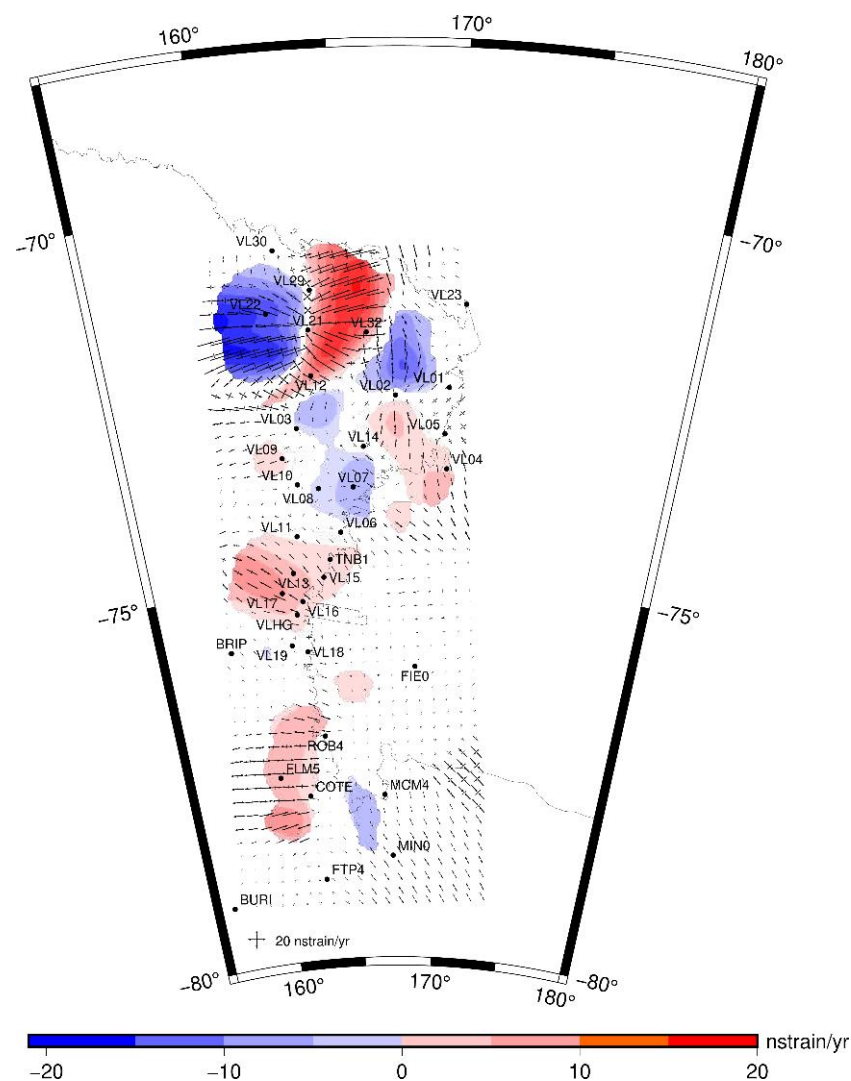 160°
170°
180°
−70°
−70°
VL30
VL29
VL23
VL22
VL21
VL32
VL12
VL02
VL01
VL03
VL05
VL14
VL09
VL04
VL10
VL07
VL08
VL11
VL06
TNB1
VL13
VL15
VL17
VL16
−75°
−75°
VLHG
BRIP
VL19
VL18
FIE0
ROB4
FLM5
COTE
MCM4
MIN0
FTP4
BURI
20 nstrain/yr
−80°
−80°
160°
170°
180°
nstrain/yr
−20
−10
0
10
20